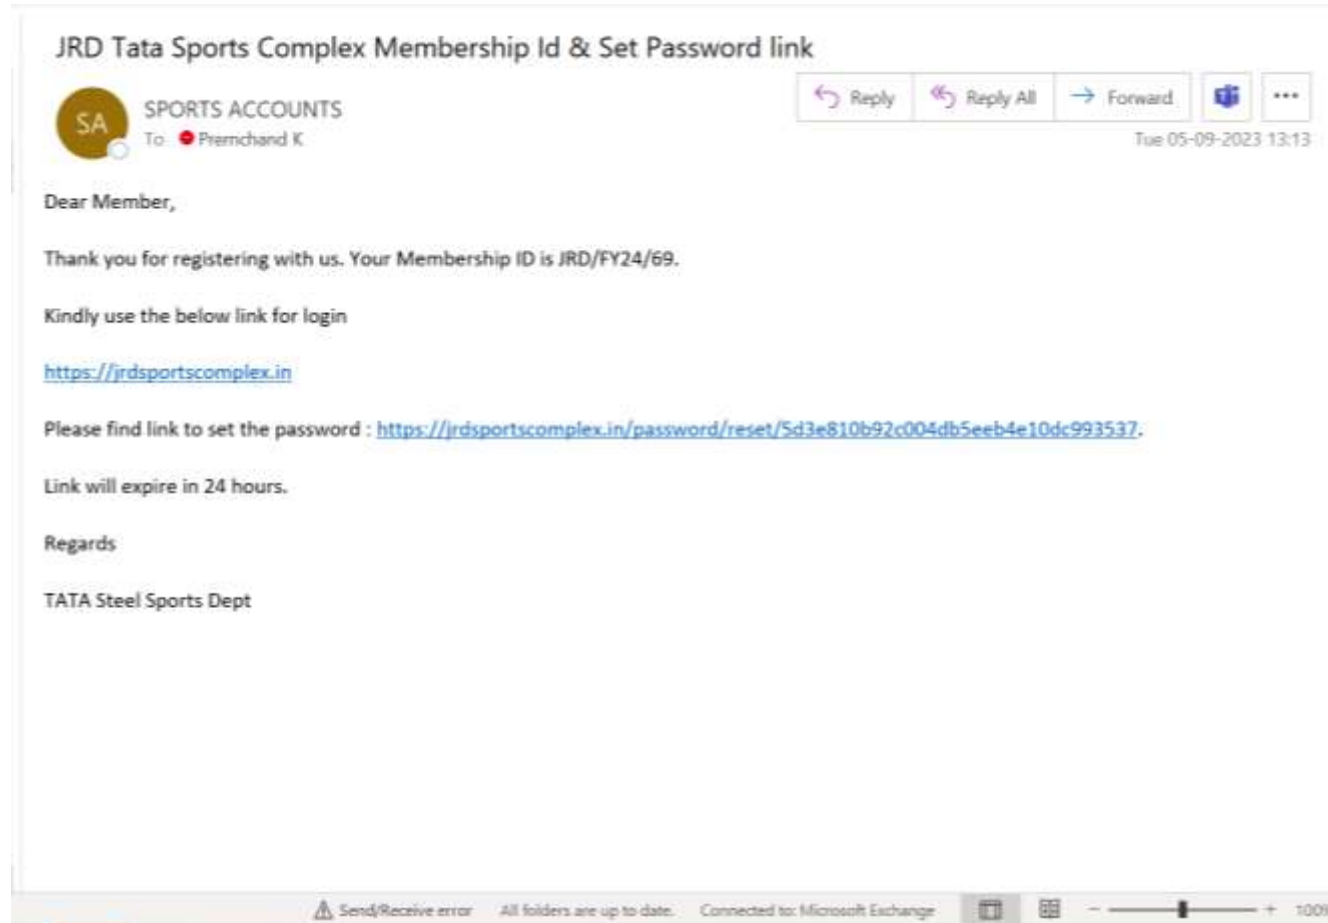 JRD Tata Sports Complex Membership Id & Set Password link
SA
SPORTS ACCOUNTS
To Premchand K
Reply Reply All Forward
Tue 05-09-2023 13:13
Dear Member,
Thank you for registering with us. Your Membership ID is JRD/FY24/69.
Kindly use the below link for login
https://jrdsportscomplex.in
Please find link to set the password : https://jrdsportscomplex.in/password/reset/5d3e810b92c004db5eeb4e10dc993537.
Link will expire in 24 hours.
Regards
TATA Steel Sports Dept
Send/Receive error All folders are up to date. Connected to: Microsoft Exchange 100%